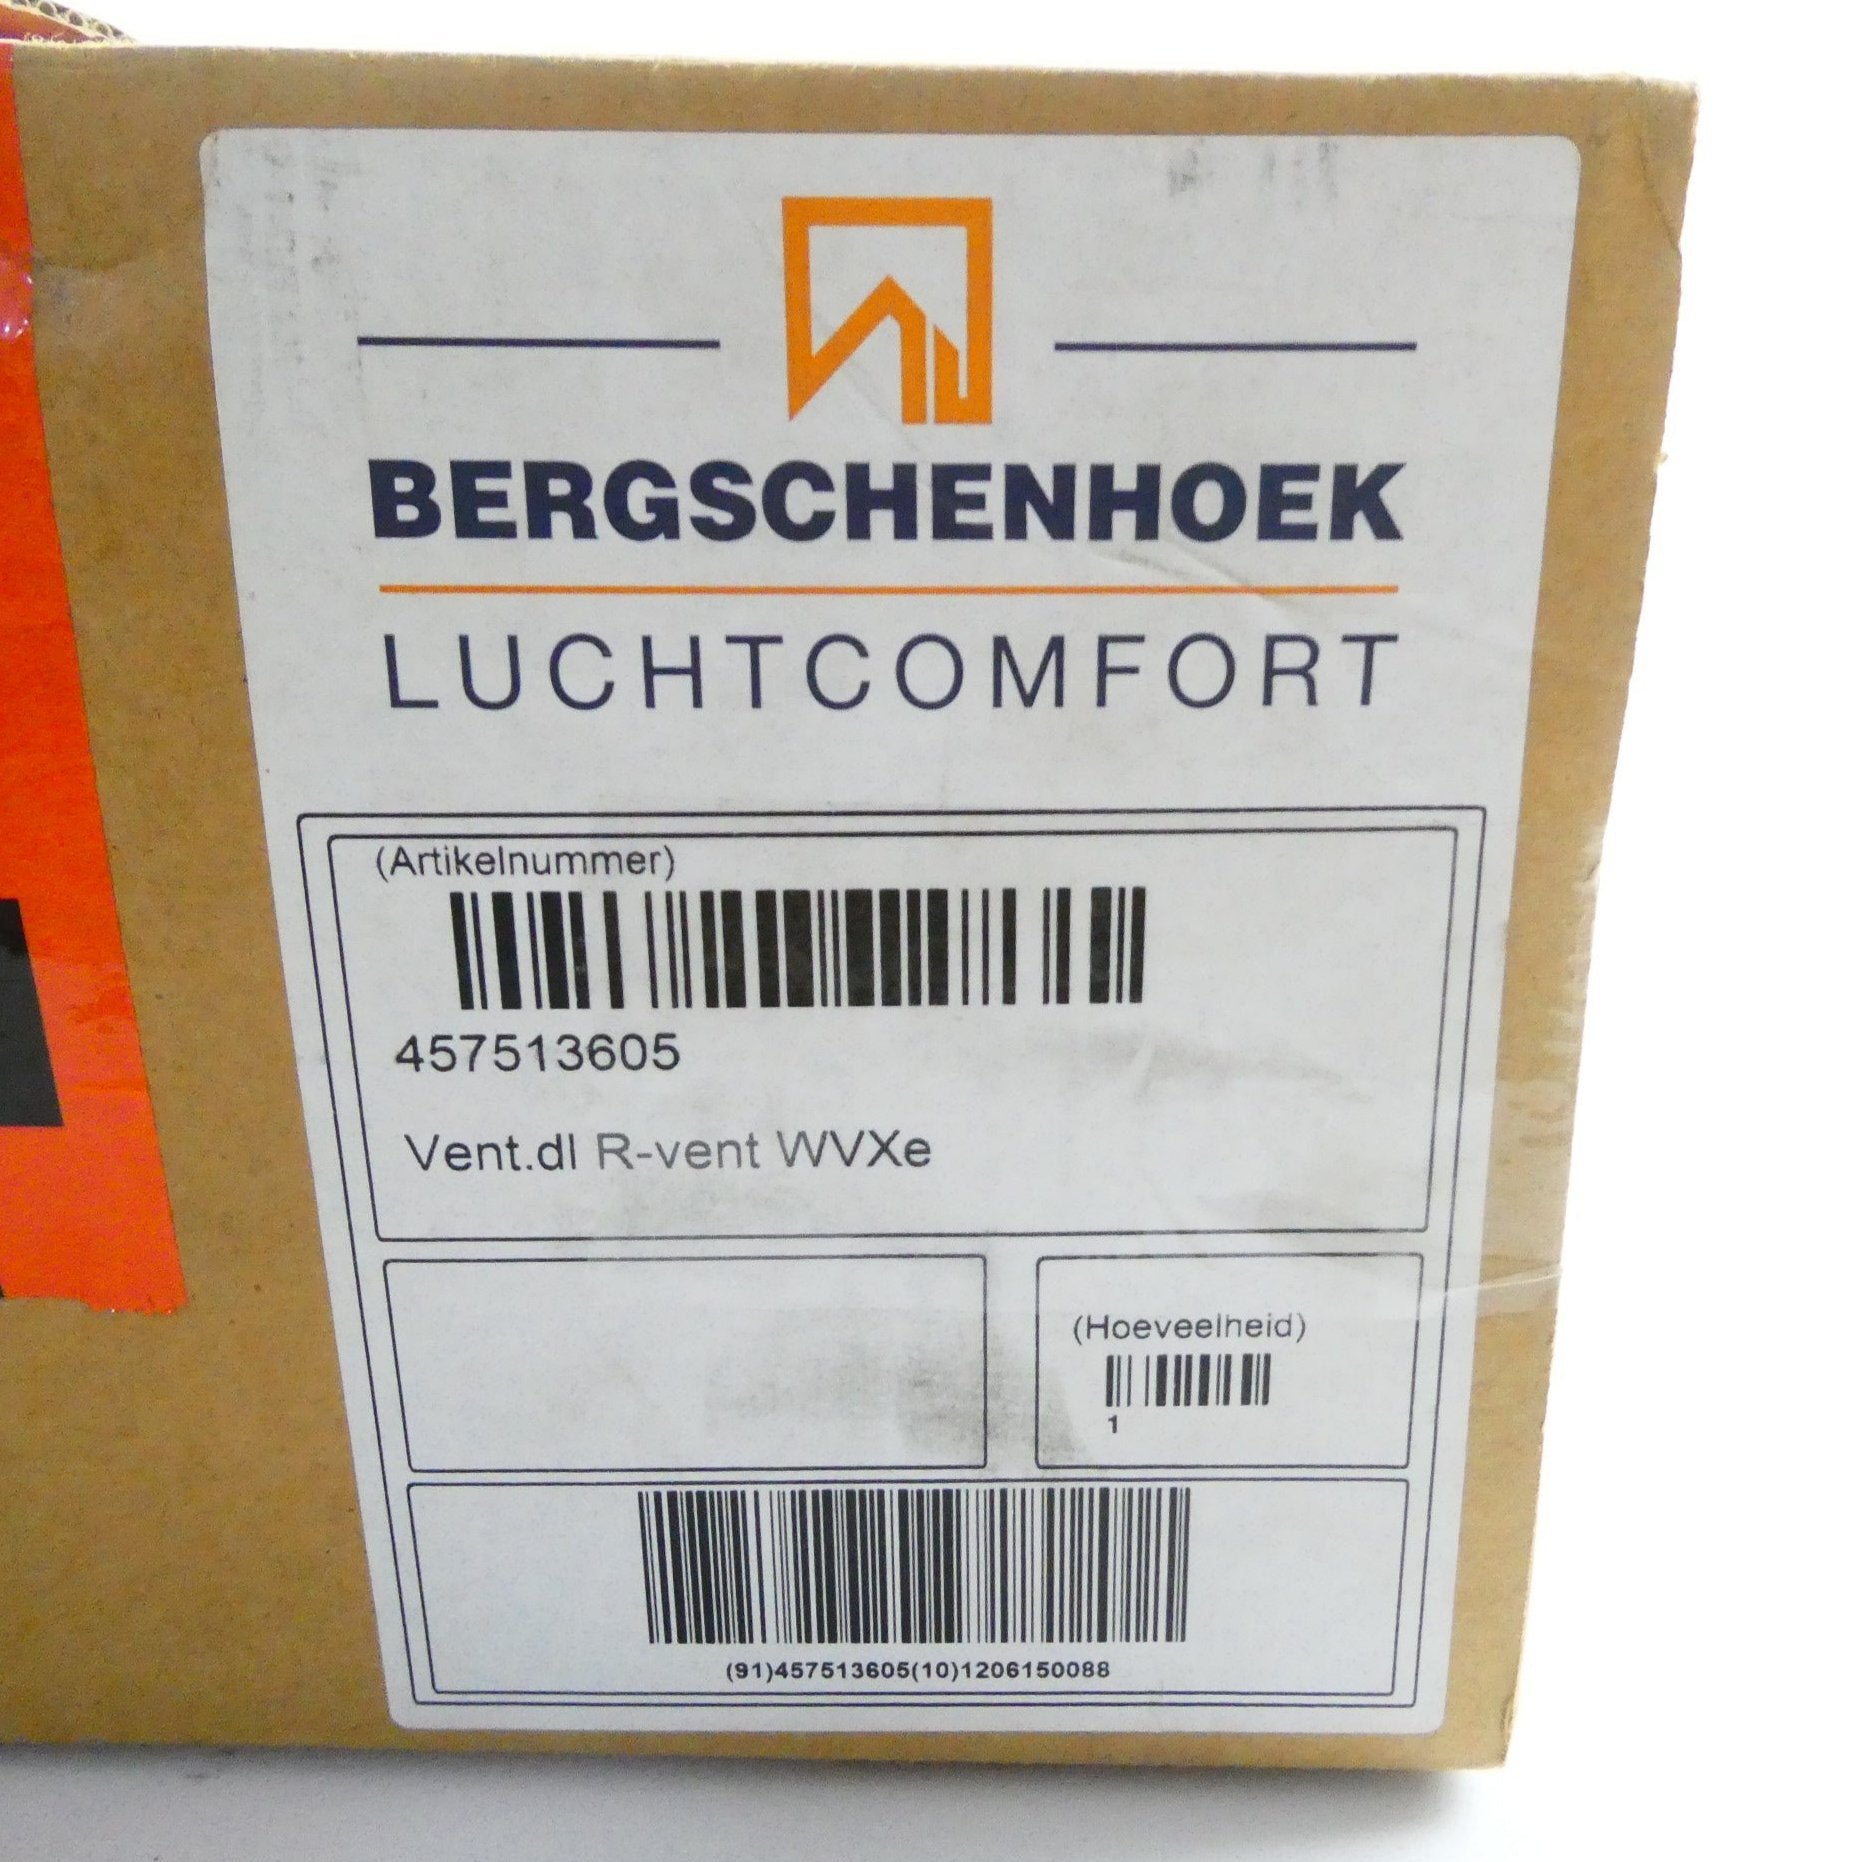 BERGSCHENHOEK
LUCHTCOMFORT
(Artikelnummer)
457513605
Vent.dl R-vent WVXe
(Hoeveelheid)
1
(91)457513605(10)1206150088